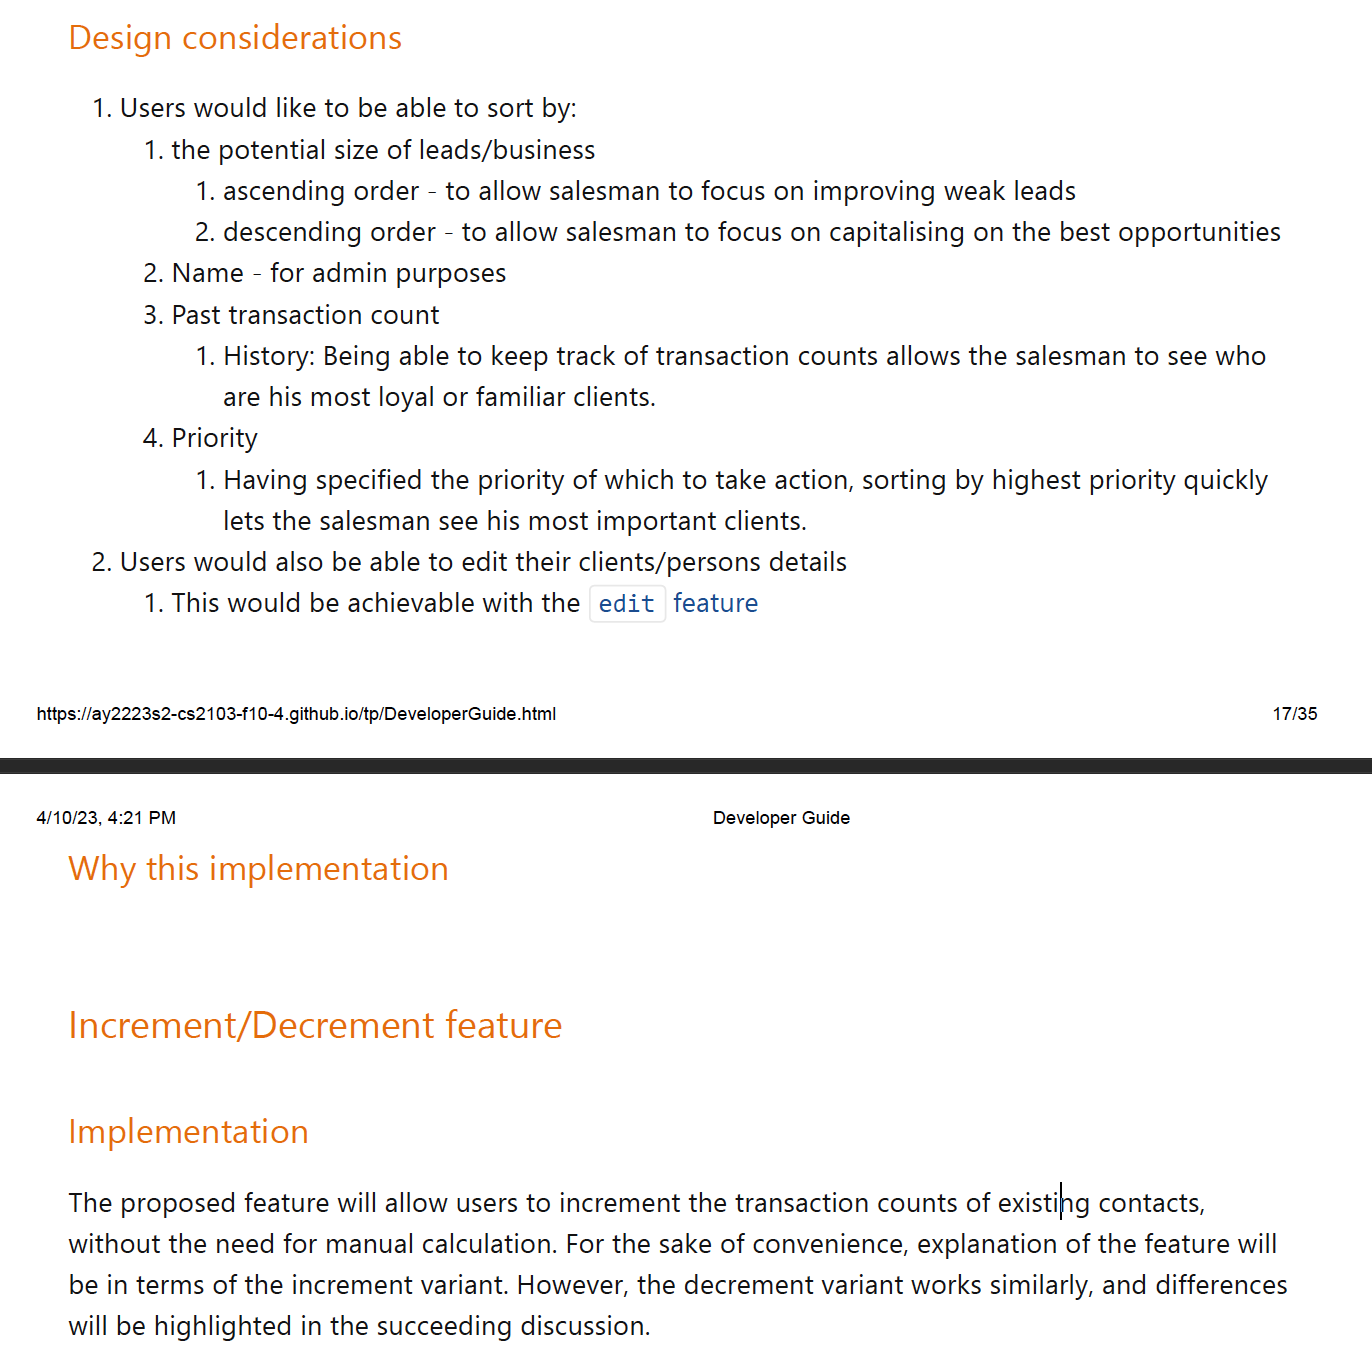 Design considerations
1. Users would like to be able to sort by:
1. the potential size of leads/business
1. ascending order - to allow salesman to focus on improving weak leads
2. descending order - to allow salesman to focus on capitalising on the best opportunities
2. Name - for admin purposes
3. Past transaction count
1. History: Being able to keep track of transaction counts allows the salesman to see who
are his most loyal or familiar clients.
4. Priority
1. Having specified the priority of which to take action, sorting by highest priority quickly
lets the salesman see his most important clients.
2. Users would also be able to edit their clients/persons details
1. This would be achievable with the edit feature
https://ay2223s2-cs2103-f10-4.github.io/tp/DeveloperGuide.html 17/35
4/10/23, 4:21 PM Developer Guide
Why this implementation
Increment/Decrement feature
Implementation
The proposed feature will allow users to increment the transaction counts of existing contacts,
without the need for manual calculation. For the sake of convenience, explanation of the feature will
be in terms of the increment variant. However, the decrement variant works similarly, and differences
will be highlighted in the succeeding discussion.